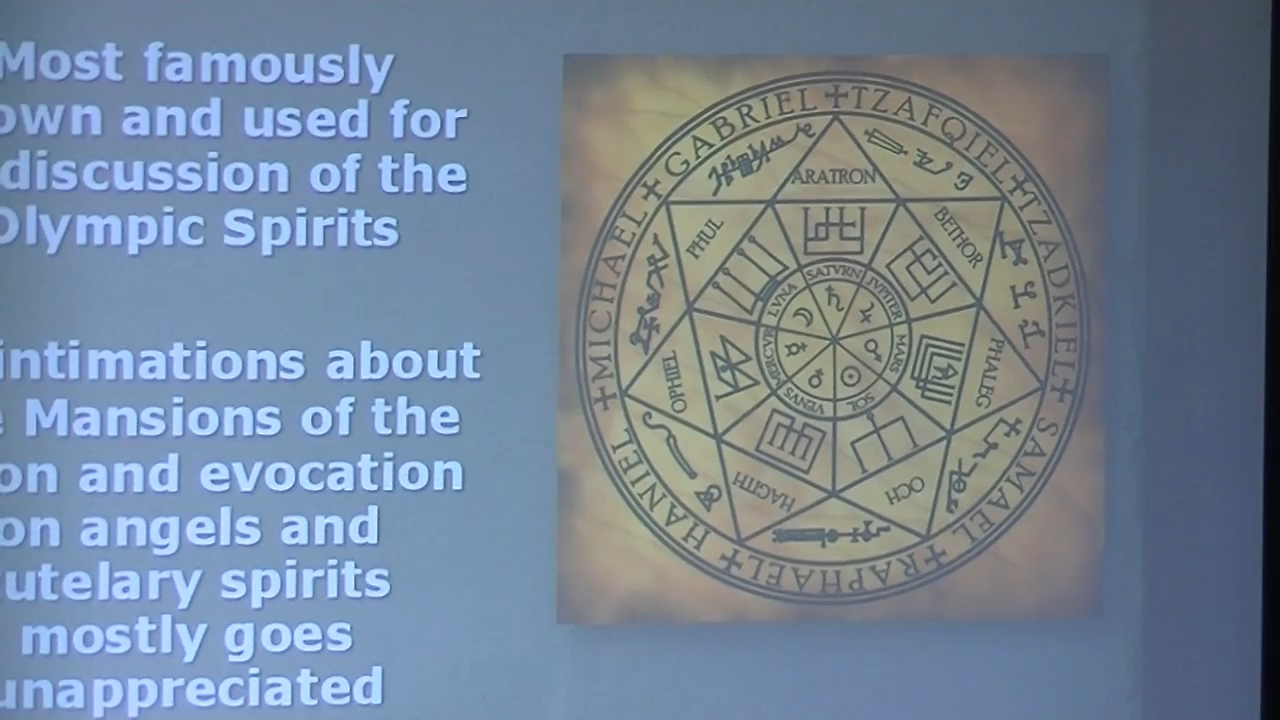 Most famously
own and used for
discussion of the
Olympic Spirits
intimations about
Mansions of the
on and evocation
on angels and
utelary spirits
mostly goes
unappreciated
GABRIEL ✝ TZAFQIEL ✝ TZADKIEL ✝ SAMAEL ✝ RAPHAEL ✝ HANIEL ✝ MICHAEL ✝
ARATRON
BETHOR
PHALEG
OCH
HAGITH
OPHIEL
PHUL
SATVRN
IVPITER
MARS
SOL
VENVS
MERCVR
LVNA